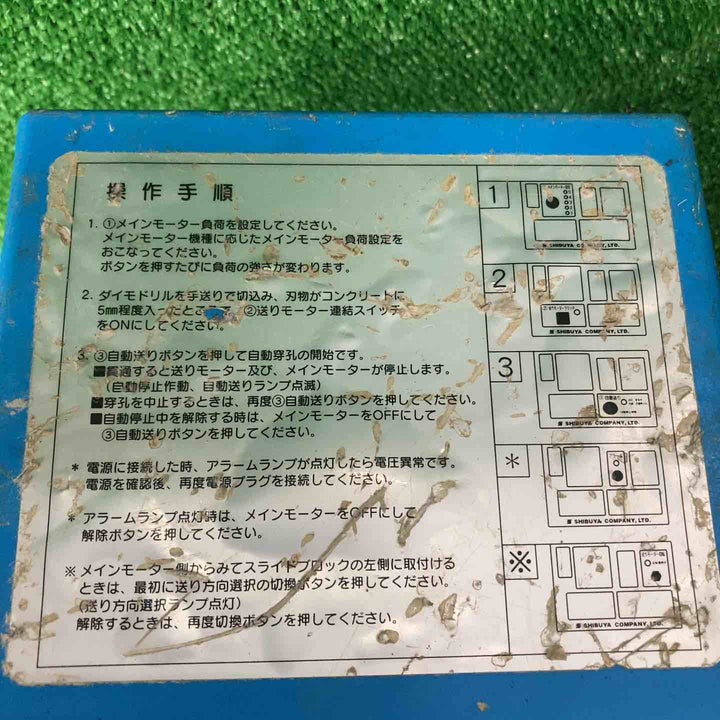 操作手順
1. ①メインモーター負荷を設定してください。
メインモーター機種に応じたメインモーター負荷設定を
おこなってください。
ボタンを押すたびに負荷の強さが変わります。
2. ダイモドリルを手送りで切込み、刃物がコンクリートに
5mm程度入ったところで、②送りモーター連結スイッチ
をONにしてください。
3. ③自動送りボタンを押して自動穿孔の開始です。
■貫通すると送りモーター及び、メインモーターが停止します。
(自動停止作動、自動送りランプ点滅)
■穿孔を中止するときは、再度③自動送りボタンを押してください。
■自動停止中を解除する時は、メインモーターをOFFにして
③自動送りボタンを押してください。
* 電源に接続した時、アラームランプが点灯したら電圧異常です。
電源を確認後、再度電源プラグを接続してください。
* アラームランプ点灯時は、メインモーターをOFFにして
解除ボタンを押してください。
※ メインモーター側からみてスライドブロックの左側に取付ける
ときは、最初に送り方向選択の切換ボタンを押してください。
(送り方向選択ランプ点灯)
解除するときは、再度切換ボタンを押してください。
1
SHIBUYA COMPANY, LTD.
2
SHIBUYA COMPANY, LTD.
3
SHIBUYA COMPANY, LTD.
*
SHIBUYA COMPANY, LTD.
※
SHIBUYA COMPANY, LTD.